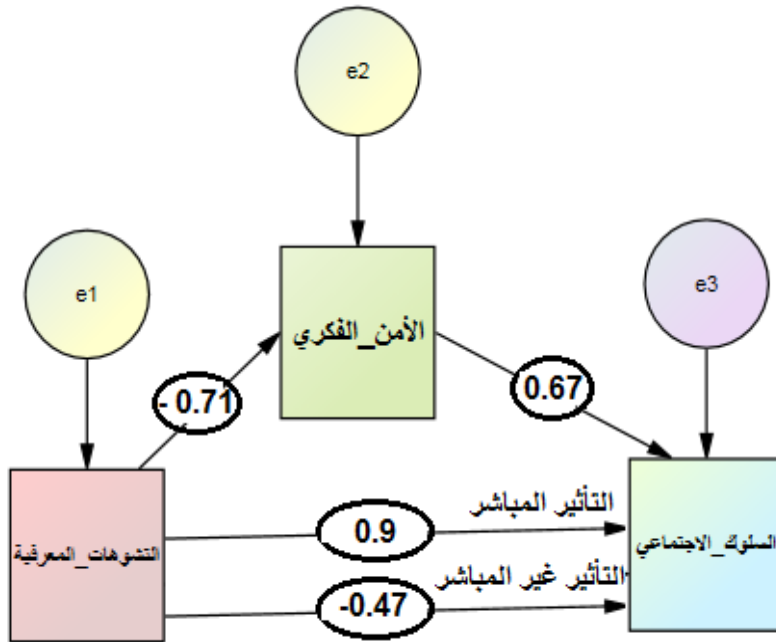 e2
e1
e3
الأمن_الفكري
- 0.71
0.67
التأثير المباشر
0.9
التشوهات_المعرفية
السلوك_الاجتماعي
التأثير غير المباشر
-0.47